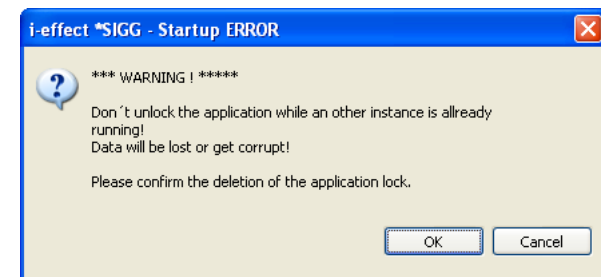 i-effect *SIGG - Startup ERROR
*** WARNING ! *****
Don´t unlock the application while an other instance is allready
running!
Data will be lost or get corrupt!
Please confirm the deletion of the application lock.
OK Cancel